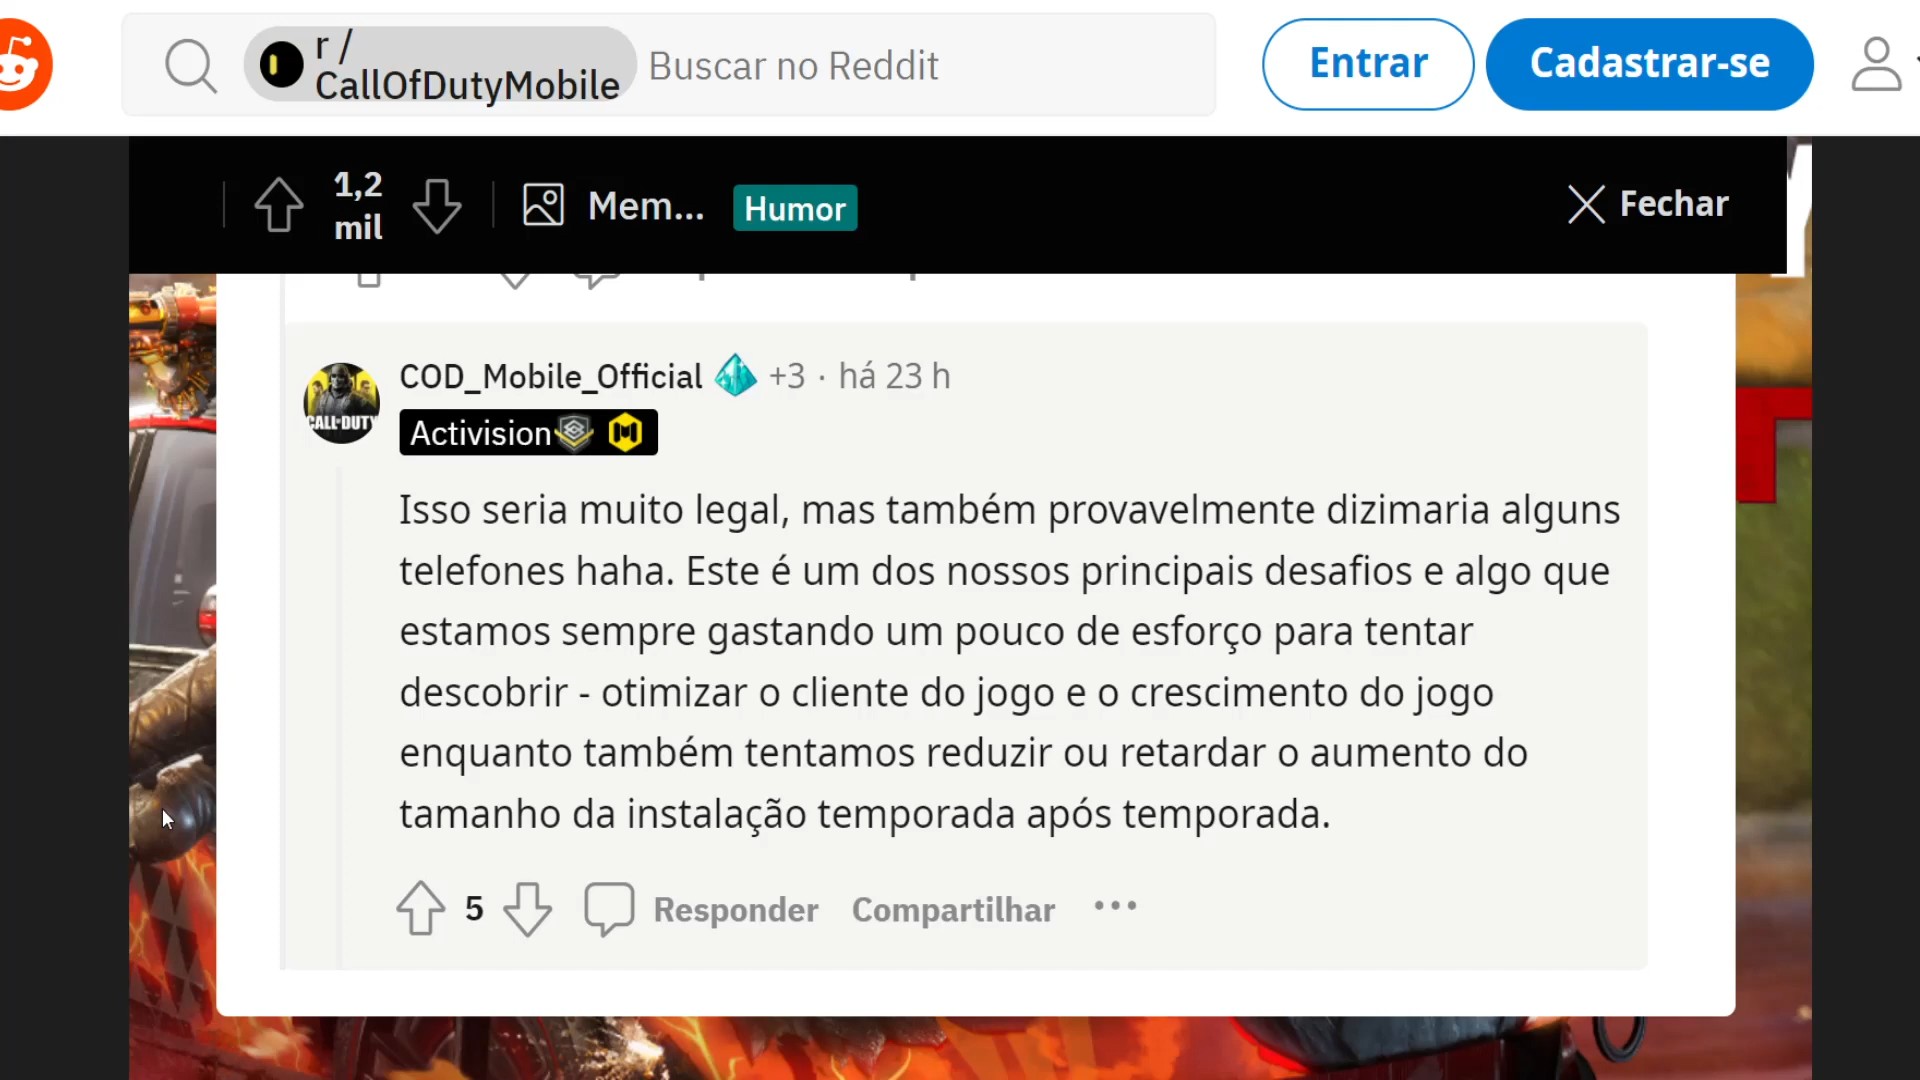 r /
CallOfDutyMobile
Buscar no Reddit
Entrar
Cadastrar-se
1,2
mil
Mem...
Humor
Fechar
COD_Mobile_Official +3 · há 23 h
CALL·DUTY
Activision
Isso seria muito legal, mas também provavelmente dizimaria alguns
telefones haha. Este é um dos nossos principais desafios e algo que
estamos sempre gastando um pouco de esforço para tentar
descobrir - otimizar o cliente do jogo e o crescimento do jogo
enquanto também tentamos reduzir ou retardar o aumento do
tamanho da instalação temporada após temporada.
5
Responder
Compartilhar